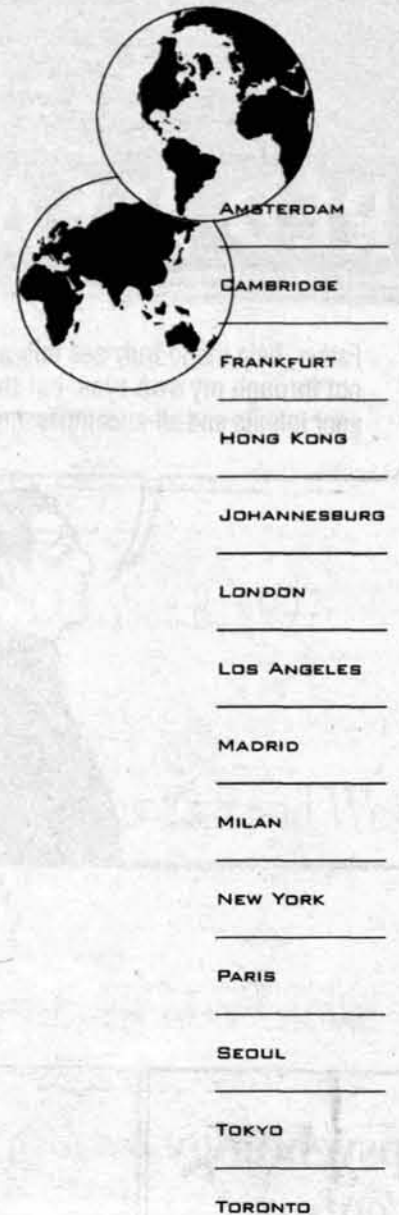 AMSTERDAM
CAMBRIDGE
FRANKFURT
HONG KONG
JOHANNESBURG
LONDON
LOS ANGELES
MADRID
MILAN
NEW YORK
PARIS
SEOUL
TOKYO
TORONTO